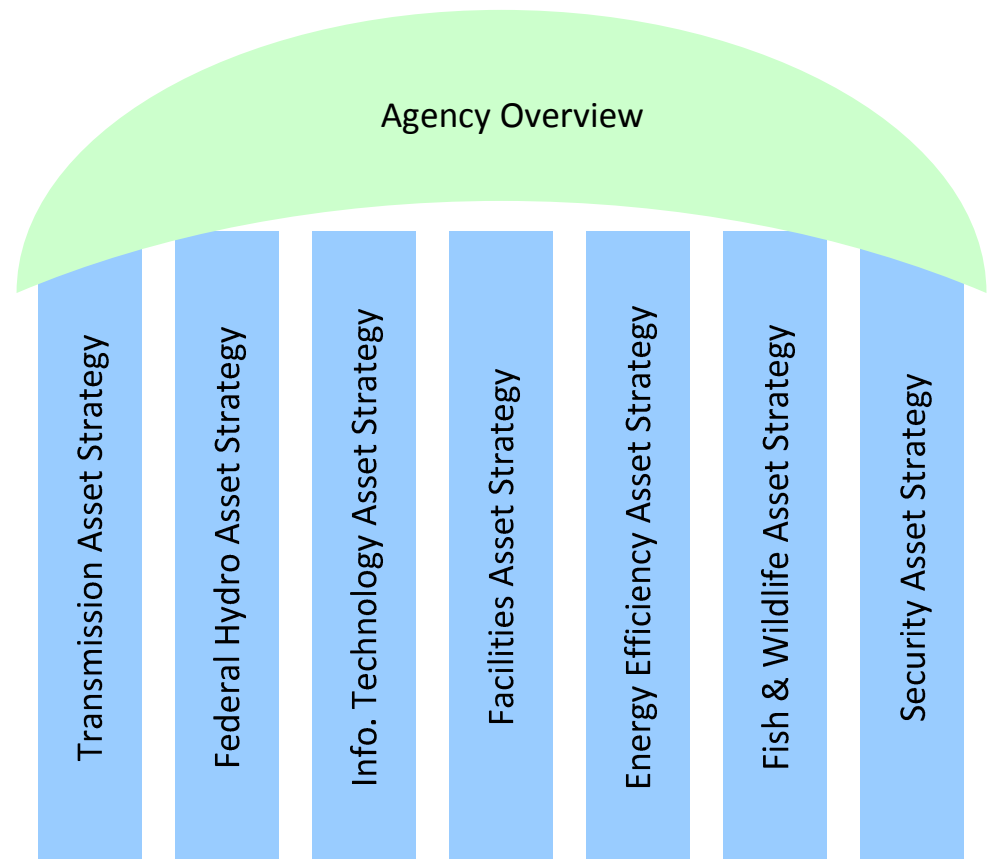 Agency Overview
Transmission Asset Strategy
Federal Hydro Asset Strategy
Info. Technology Asset Strategy
Facilities Asset Strategy
Energy Efficiency Asset Strategy
Fish & Wildlife Asset Strategy
Security Asset Strategy